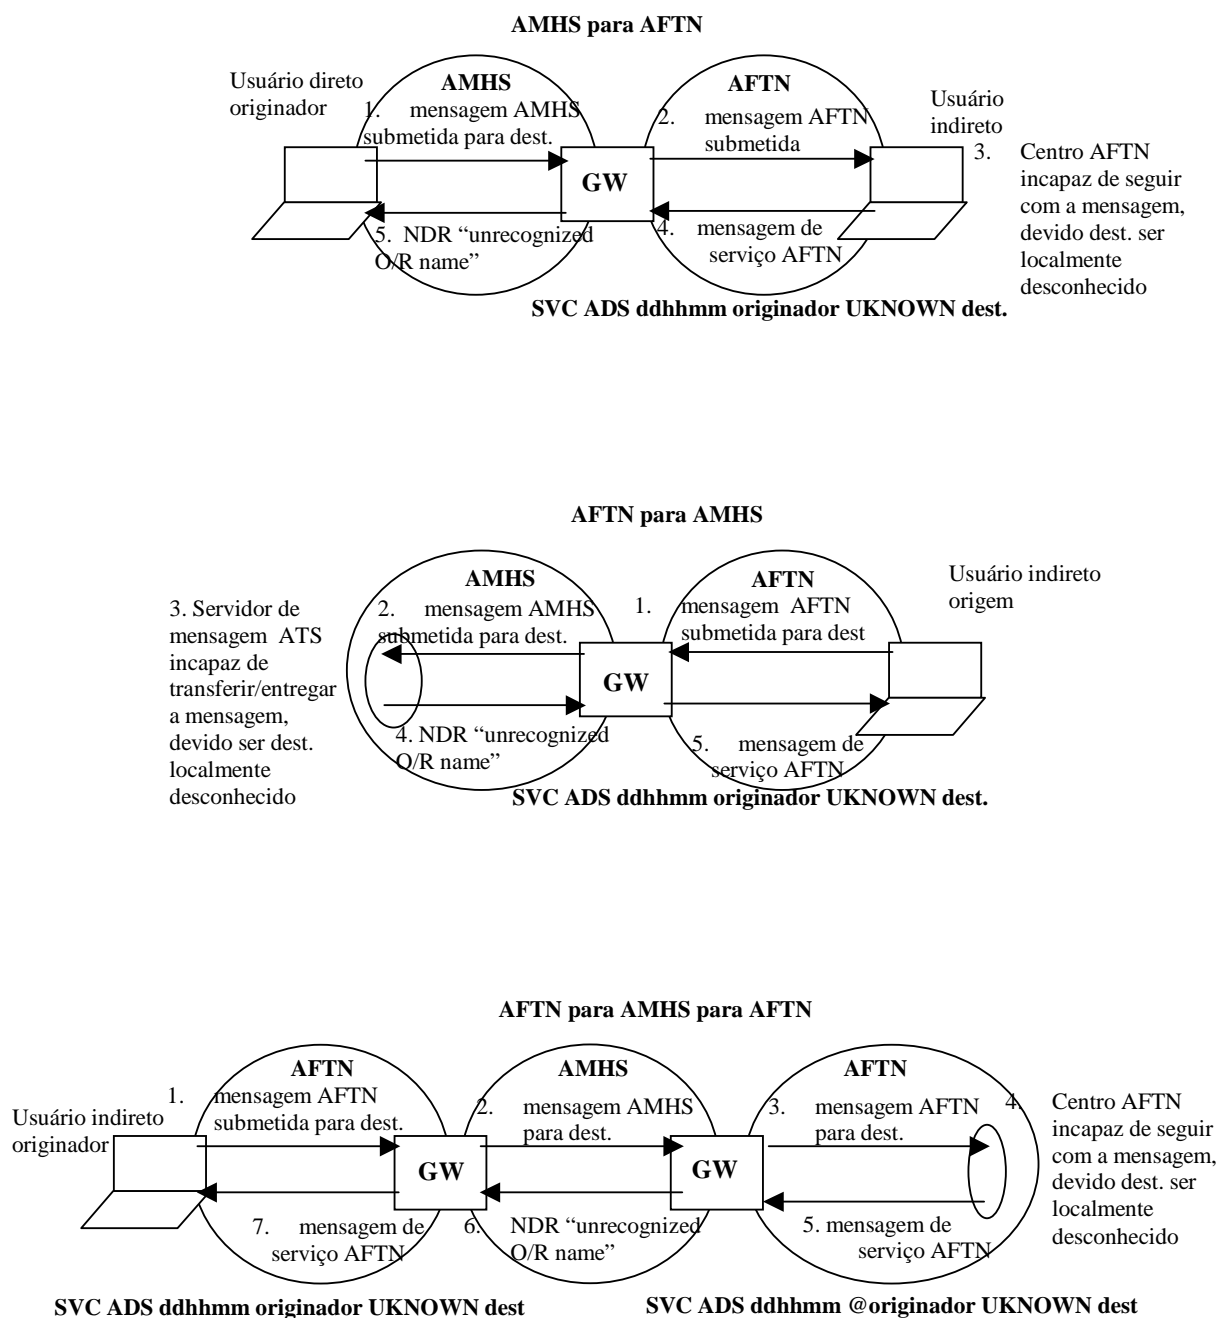 AMHS para AFTN
Usuário direto
originador
AMHS
1. mensagem AMHS
submetida para dest.
AFTN
2. mensagem AFTN
submetida
Usuário
indireto
GW
3. Centro AFTN
incapaz de seguir
com a mensagem,
devido dest. ser
localmente
desconhecido
5. NDR “unrecognized
O/R name”
4. mensagem de
serviço AFTN
SVC ADS ddhhmm originador UKNOWN dest.
AFTN para AMHS
AMHS
AFTN
Usuário indireto
origem
3. Servidor de
mensagem ATS
incapaz de
transferir/entregar
a mensagem,
devido ser dest.
localmente
desconhecido
2. mensagem AMHS
submetida para dest.
1. mensagem AFTN
submetida para dest
GW
4. NDR “unrecognized
O/R name”
5. mensagem de
serviço AFTN
SVC ADS ddhhmm originador UKNOWN dest.
AFTN para AMHS para AFTN
AFTN
AMHS
AFTN
Usuário indireto
originador
1. mensagem AFTN
submetida para dest.
2. mensagem AMHS
para dest.
3. mensagem AFTN
para dest.
4. Centro AFTN
incapaz de seguir
com a mensagem,
devido dest. ser
localmente
desconhecido
GW
GW
7. mensagem de
serviço AFTN
6. NDR “unrecognized
O/R name”
5. mensagem de
serviço AFTN
SVC ADS ddhhmm originador UKNOWN dest
SVC ADS ddhhmm @originador UKNOWN dest